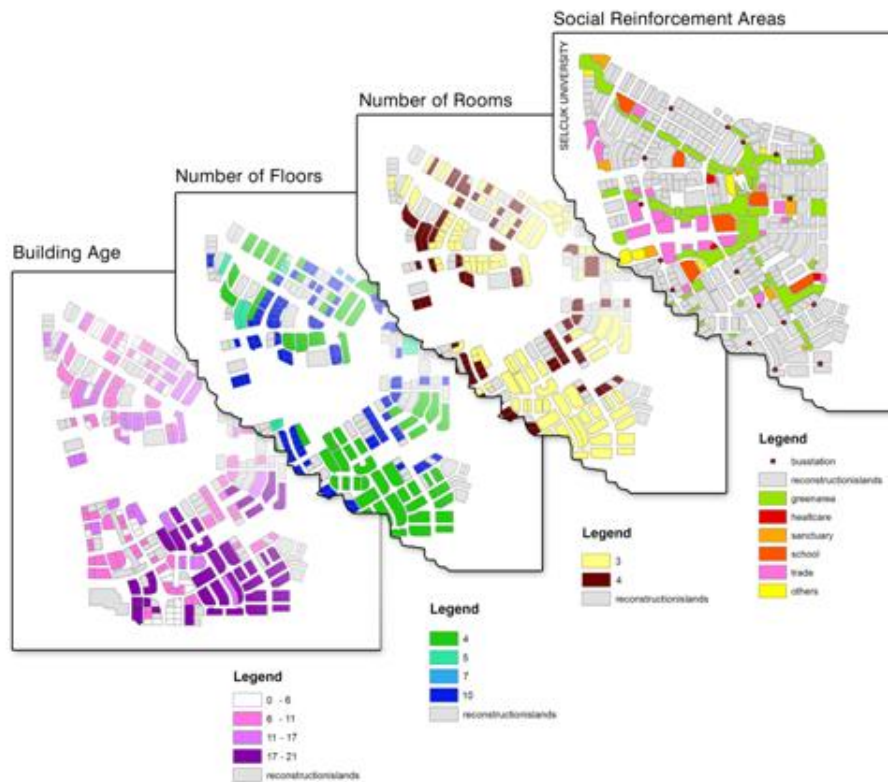 Social Reinforcement Areas
SELCUK UNIVERSITY
Number of Rooms
Number of Floors
Building Age
Legend
busstation
reconstructionislands
greenarea
healtcare
sanctuary
school
trade
others
Legend
3
4
reconstructionislands
Legend
4
5
7
10
reconstructionislands
Legend
0 - 6
6 - 11
11 - 17
17 - 21
reconstructionislands